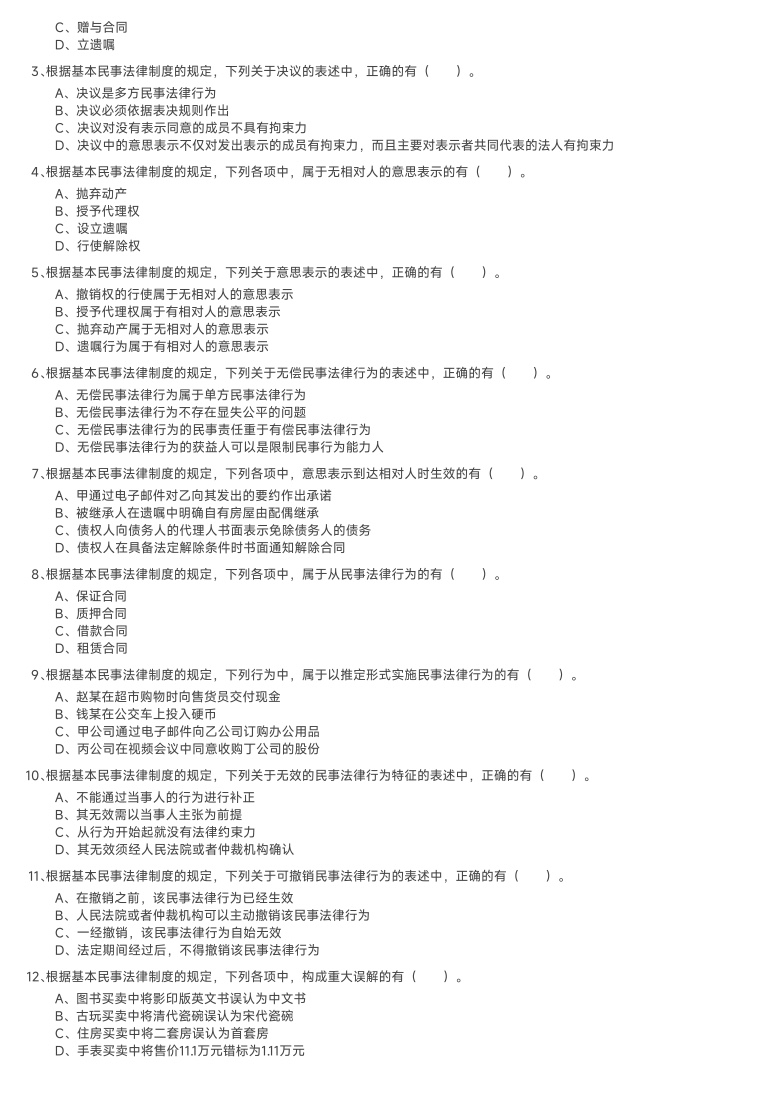 C、赠与合同
D、立遗嘱
3、根据基本民事法律制度的规定，下列关于决议的表述中，正确的有（　　）。
A、决议是多方民事法律行为
B、决议必须依据表决规则作出
C、决议对没有表示同意的成员不具有拘束力
D、决议中的意思表示不仅对发出表示的成员有拘束力，而且主要对表示者共同代表的法人有拘束力
4、根据基本民事法律制度的规定，下列各项中，属于无相对人的意思表示的有（　　）。
A、抛弃动产
B、授予代理权
C、设立遗嘱
D、行使解除权
5、根据基本民事法律制度的规定，下列关于意思表示的表述中，正确的有（　　）。
A、撤销权的行使属于无相对人的意思表示
B、授予代理权属于有相对人的意思表示
C、抛弃动产属于无相对人的意思表示
D、遗嘱行为属于有相对人的意思表示
6、根据基本民事法律制度的规定，下列关于无偿民事法律行为的表述中，正确的有（　　）。
A、无偿民事法律行为属于单方民事法律行为
B、无偿民事法律行为不存在显失公平的问题
C、无偿民事法律行为的民事责任重于有偿民事法律行为
D、无偿民事法律行为的获益人可以是限制民事行为能力人
7、根据基本民事法律制度的规定，下列各项中，意思表示到达相对人时生效的有（　　）。
A、甲通过电子邮件对乙向其发出的要约作出承诺
B、被继承人在遗嘱中明确自有房屋由配偶继承
C、债权人向债务人的代理人书面表示免除债务人的债务
D、债权人在具备法定解除条件时书面通知解除合同
8、根据基本民事法律制度的规定，下列各项中，属于从民事法律行为的有（　　）。
A、保证合同
B、质押合同
C、借款合同
D、租赁合同
9、根据基本民事法律制度的规定，下列行为中，属于以推定形式实施民事法律行为的有（　　）。
A、赵某在超市购物时向售货员交付现金
B、钱某在公交车上投入硬币
C、甲公司通过电子邮件向乙公司订购办公用品
D、丙公司在视频会议中同意收购丁公司的股份
10、根据基本民事法律制度的规定，下列关于无效的民事法律行为特征的表述中，正确的有（　　）。
A、不能通过当事人的行为进行补正
B、其无效需以当事人主张为前提
C、从行为开始起就没有法律约束力
D、其无效须经人民法院或者仲裁机构确认
11、根据基本民事法律制度的规定，下列关于可撤销民事法律行为的表述中，正确的有（　　）。
A、在撤销之前，该民事法律行为已经生效
B、人民法院或者仲裁机构可以主动撤销该民事法律行为
C、一经撤销，该民事法律行为自始无效
D、法定期间经过后，不得撤销该民事法律行为
12、根据基本民事法律制度的规定，下列各项中，构成重大误解的有（　　）。
A、图书买卖中将影印版英文书误认为中文书
B、古玩买卖中将清代瓷碗误认为宋代瓷碗
C、住房买卖中将二套房误认为首套房
D、手表买卖中将售价11.1万元错标为1.11万元